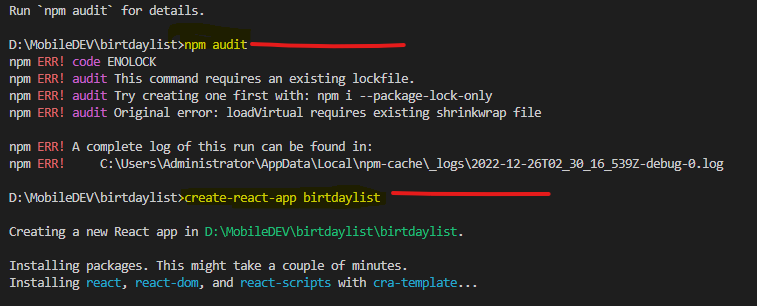 Run `npm audit` for details.
D:\MobileDEV\birtdaylist>npm audit
npm ERR! code ENOLOCK
npm ERR! audit This command requires an existing lockfile.
npm ERR! audit Try creating one first with: npm i --package-lock-only
npm ERR! audit Original error: loadVirtual requires existing shrinkwrap file
npm ERR! A complete log of this run can be found in:
npm ERR!     C:\Users\Administrator\AppData\Local\npm-cache\_logs\2022-12-26T02_30_16_539Z-debug-0.log
D:\MobileDEV\birtdaylist>create-react-app birtdaylist
Creating a new React app in D:\MobileDEV\birtdaylist\birtdaylist.
Installing packages. This might take a couple of minutes.
Installing react, react-dom, and react-scripts with cra-template...